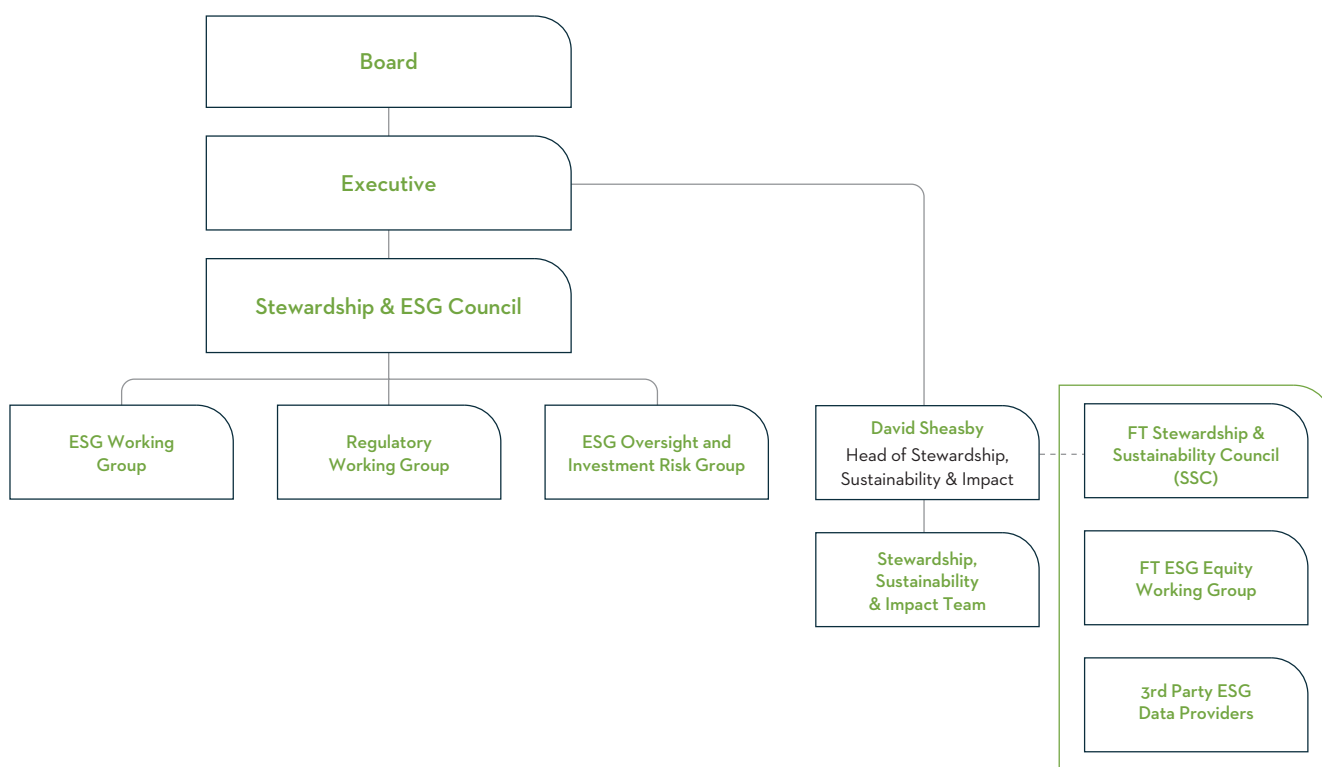 Board
Executive
Stewardship & ESG Council
ESG Working
Group
Regulatory
Working Group
ESG Oversight and
Investment Risk Group
David Sheasby
Head of Stewardship,
Sustainability & Impact
Stewardship,
Sustainability
& Impact Team
FT Stewardship &
Sustainability Council
(SSC)
FT ESG Equity
Working Group
3rd Party ESG
Data Providers